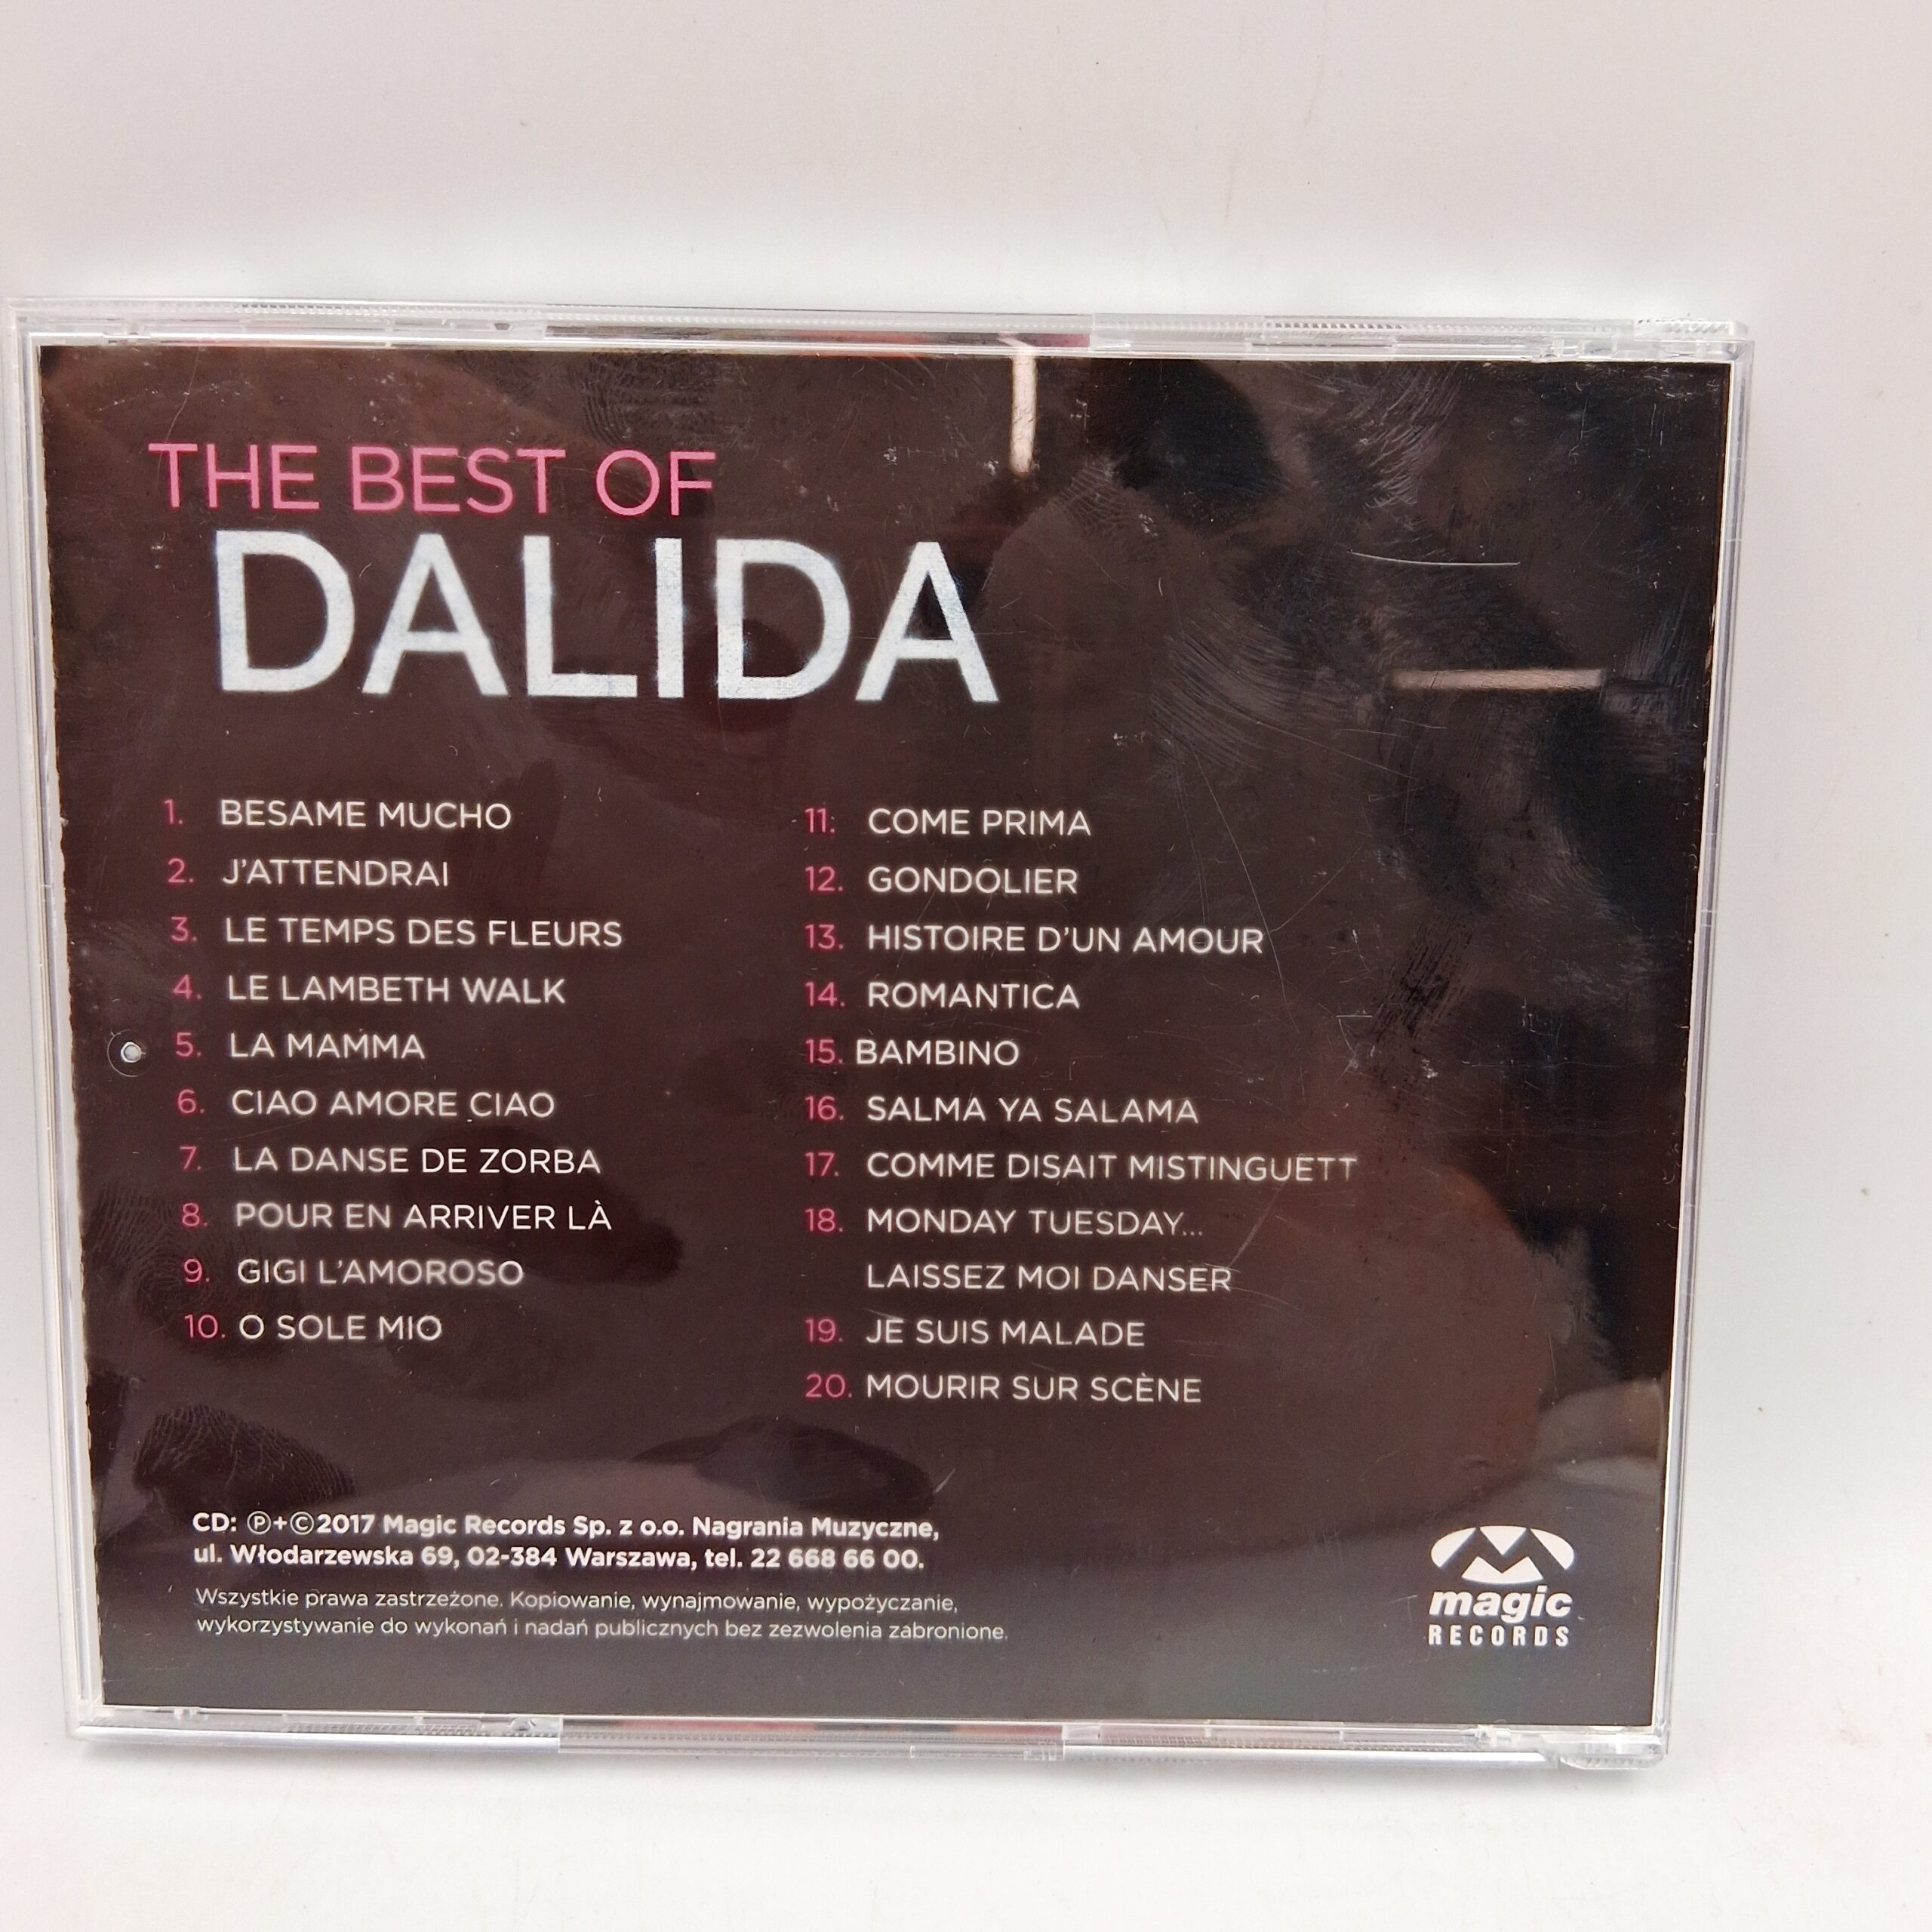 THE BEST OF
DALIDA
1. BESAME MUCHO
2. J'ATTENDRAI
3. LE TEMPS DES FLEURS
4. LE LAMBETH WALK
5. LA MAMMA
6. CIAO AMORE CIAO
7. LA DANSE DE ZORBA
8. POUR EN ARRIVER LÀ
9. GIGI L'AMOROSO
10. O SOLE MIO
11. COME PRIMA
12. GONDOLIER
13. HISTOIRE D'UN AMOUR
14. ROMANTICA
15. BAMBINO
16. SALMA YA SALAMA
17. COMME DISAIT MISTINGUETT
18. MONDAY TUESDAY...
LAISSEZ MOI DANSER
19. JE SUIS MALADE
20. MOURIR SUR SCÈNE
CD: ℗+©2017 Magic Records Sp. z o.o. Nagrania Muzyczne,
ul. Włodarzewska 69, 02-384 Warszawa, tel. 22 668 66 00.
Wszystkie prawa zastrzeżone. Kopiowanie, wynajmowanie, wypożyczanie,
wykorzystywanie do wykonań i nadań publicznych bez zezwolenia zabronione.
magic
RECORDS